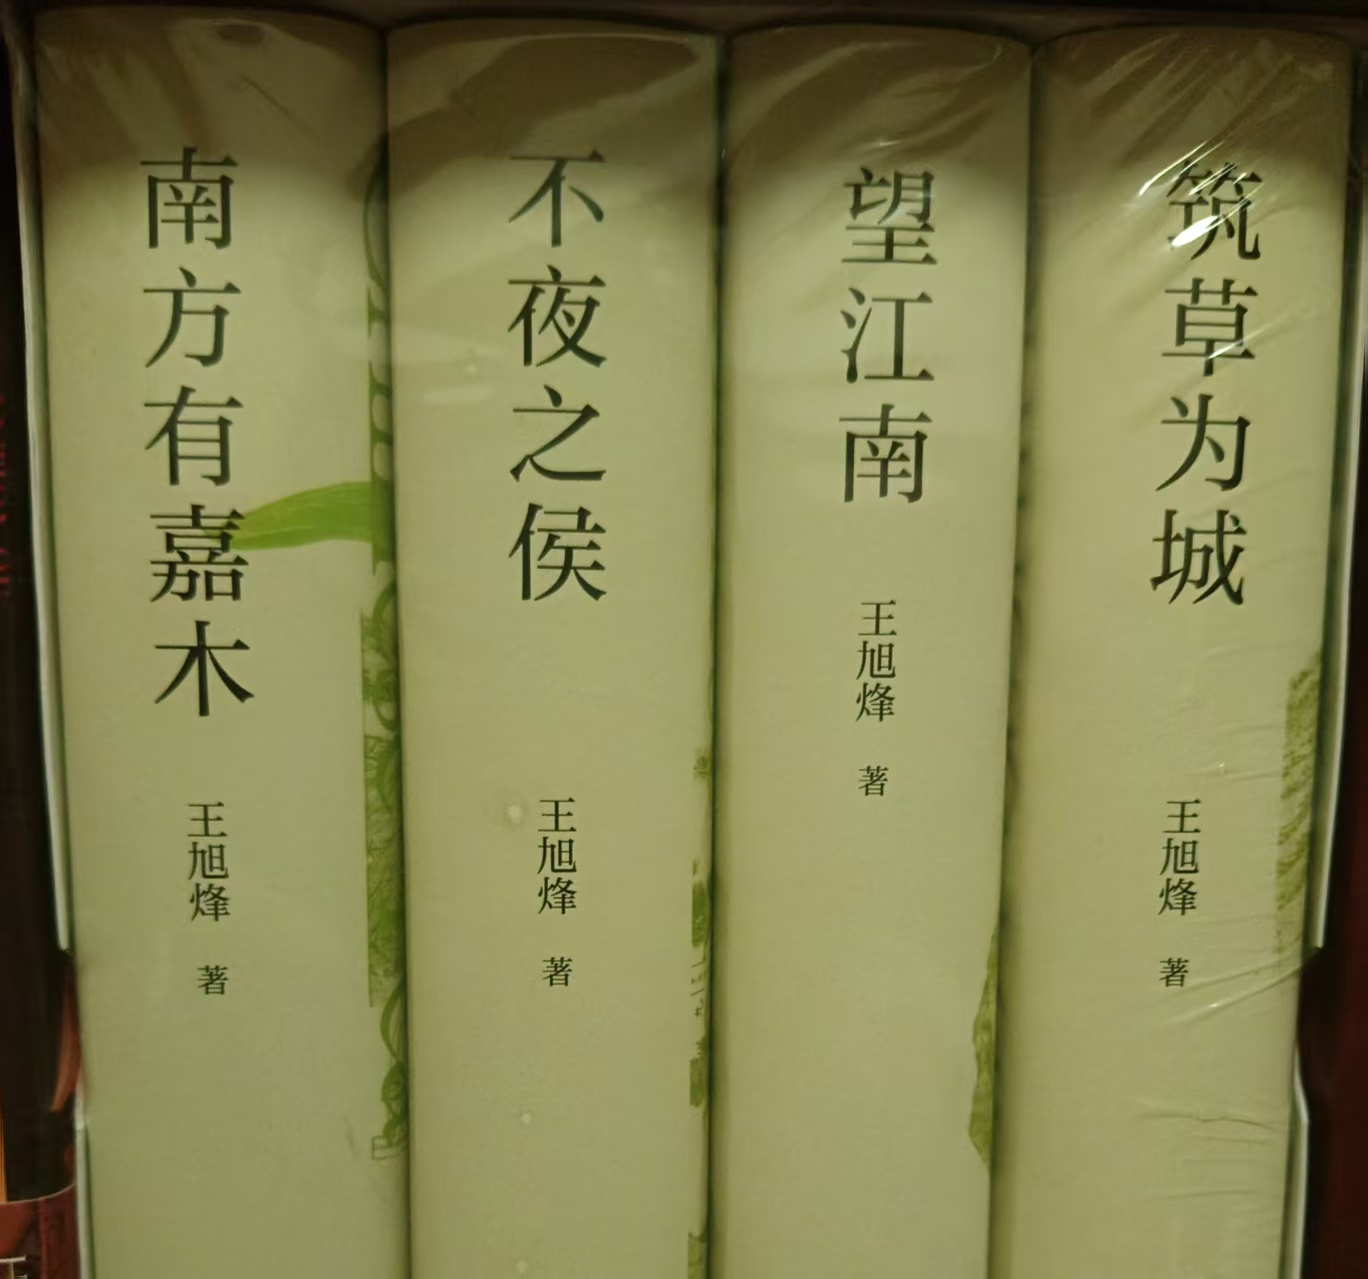 南方有嘉木
王旭烽 著
不夜之侯
王旭烽 著
望江南
王旭烽 著
筑草为城
王旭烽 著